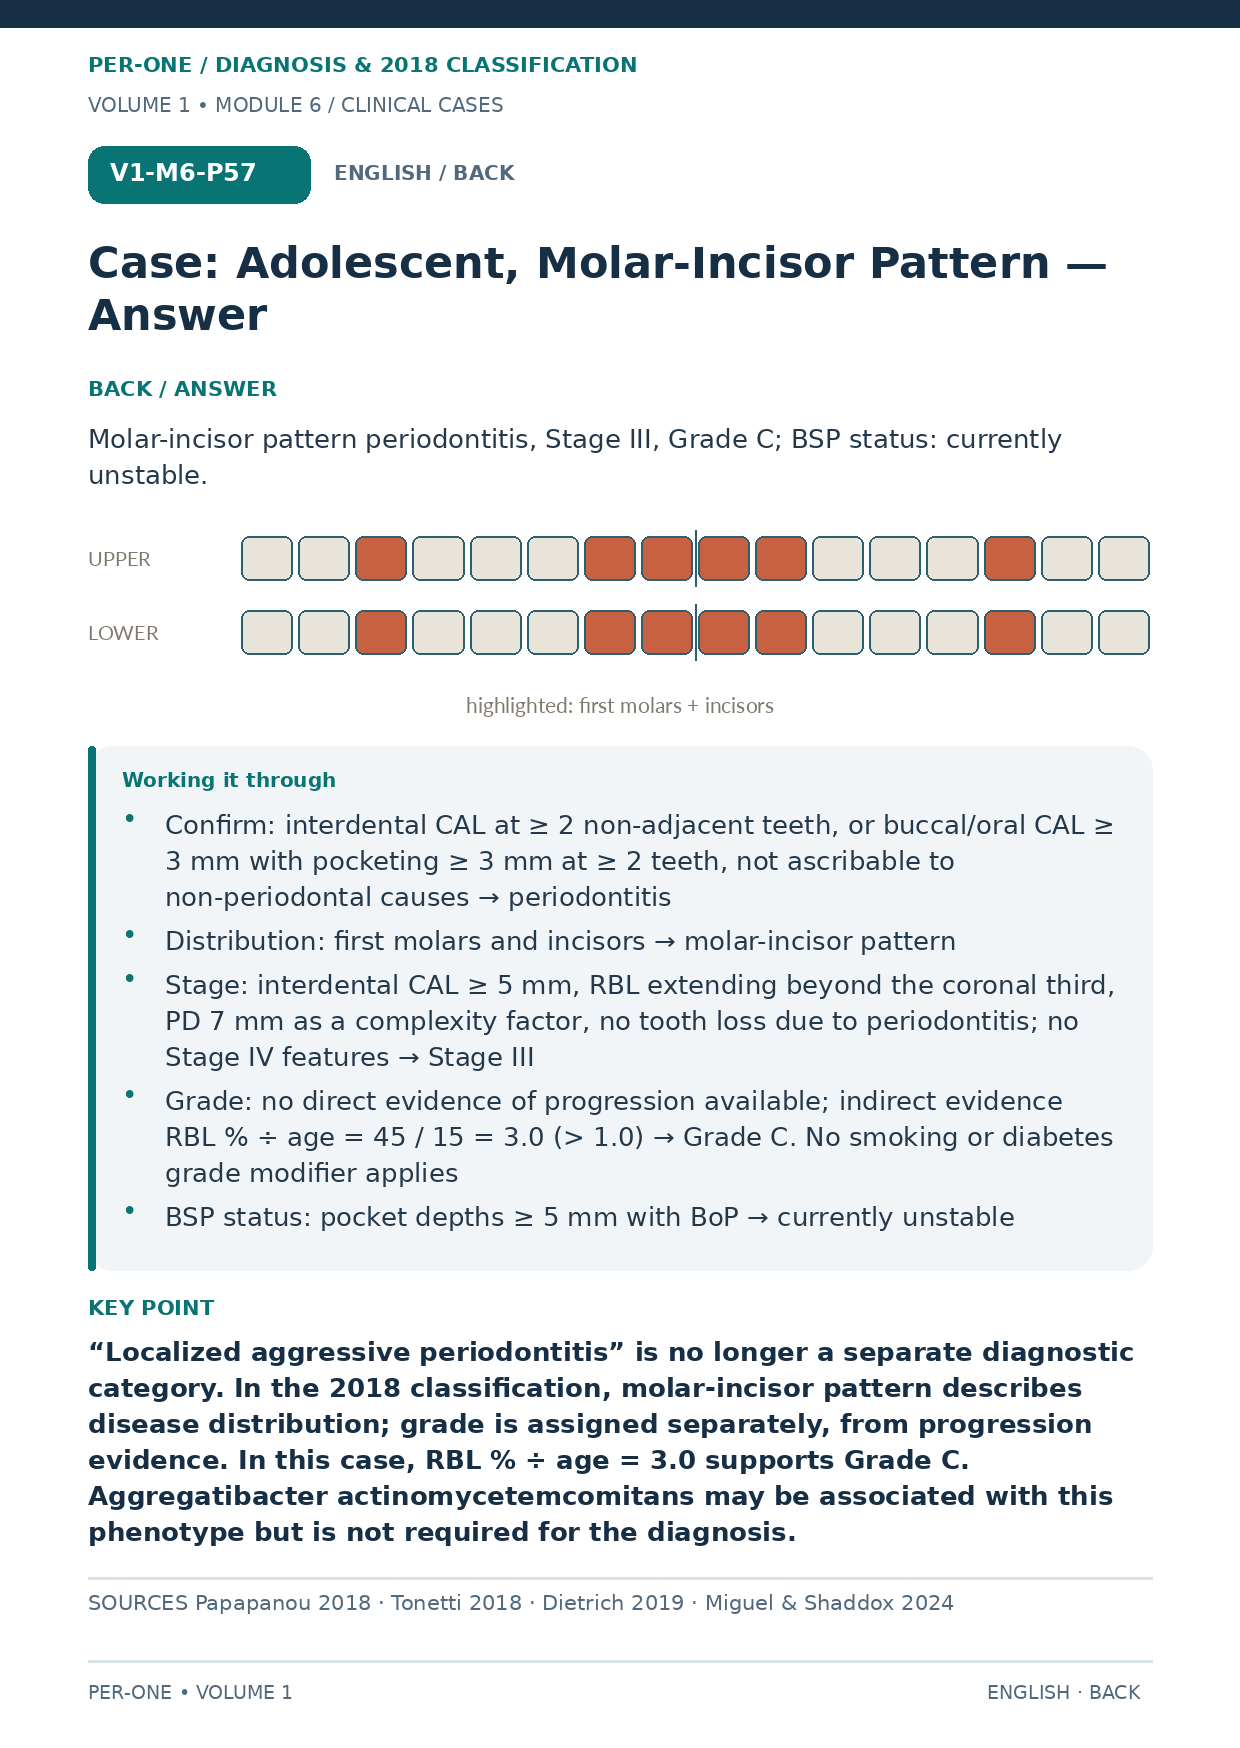 PER-ONE / DIAGNOSIS & 2018 CLASSIFICATION
VOLUME 1 • MODULE 6 / CLINICAL CASES
V1-M6-P57
ENGLISH / BACK
Case: Adolescent, Molar-Incisor Pattern —
Answer
BACK / ANSWER
Molar-incisor pattern periodontitis, Stage III, Grade C; BSP status: currently
unstable.
UPPER
LOWER
highlighted: first molars + incisors
Working it through
• Confirm: interdental CAL at ≥ 2 non-adjacent teeth, or buccal/oral CAL ≥
3 mm with pocketing ≥ 3 mm at ≥ 2 teeth, not ascribable to
non-periodontal causes → periodontitis
• Distribution: first molars and incisors → molar-incisor pattern
• Stage: interdental CAL ≥ 5 mm, RBL extending beyond the coronal third,
PD 7 mm as a complexity factor, no tooth loss due to periodontitis; no
Stage IV features → Stage III
• Grade: no direct evidence of progression available; indirect evidence
RBL % ÷ age = 45 / 15 = 3.0 (> 1.0) → Grade C. No smoking or diabetes
grade modifier applies
• BSP status: pocket depths ≥ 5 mm with BoP → currently unstable
KEY POINT
“Localized aggressive periodontitis” is no longer a separate diagnostic
category. In the 2018 classification, molar-incisor pattern describes
disease distribution; grade is assigned separately, from progression
evidence. In this case, RBL % ÷ age = 3.0 supports Grade C.
Aggregatibacter actinomycetemcomitans may be associated with this
phenotype but is not required for the diagnosis.
SOURCES Papapanou 2018 · Tonetti 2018 · Dietrich 2019 · Miguel & Shaddox 2024
PER-ONE • VOLUME 1
ENGLISH · BACK